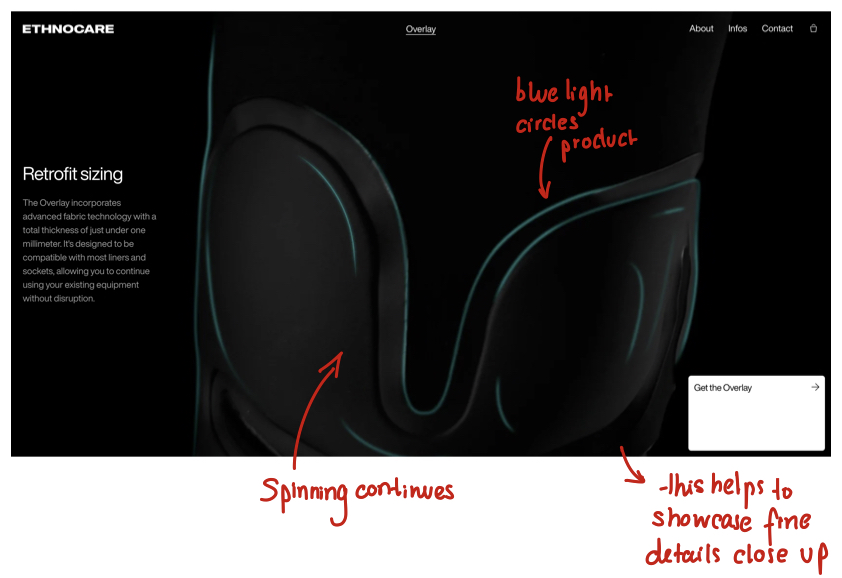 ETHNOCARE
Overlay
About Infos Contact
blue light
circles
product
Retrofit sizing
The Overlay incorporates
advanced fabric technology with a
total thickness of just under one
millimeter. It's designed to be
compatible with most liners and
sockets, allowing you to continue
using your existing equipment
without disruption.
Get the Overlay →
Spinning continues
-this helps to
showcase fine
details close up